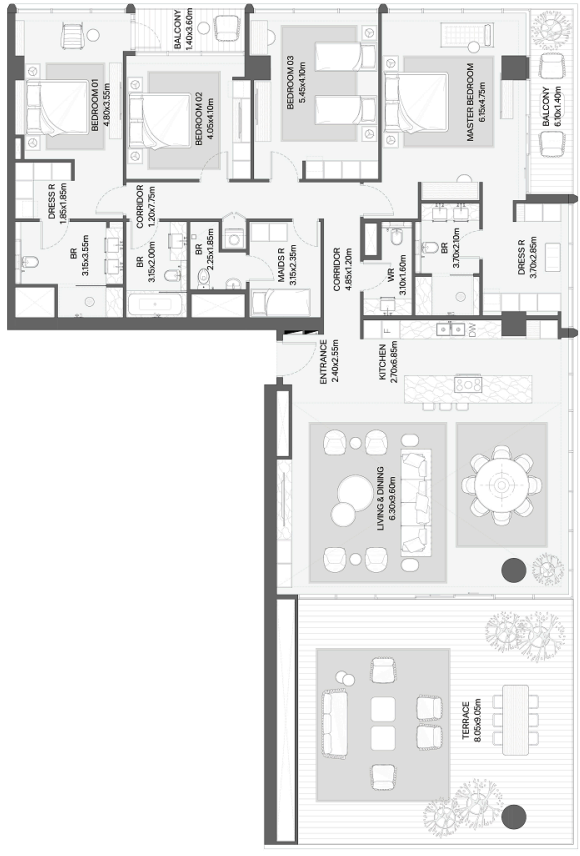 BEDROOM 01
4.80x3.55m
BALCONY
1.40x3.60m
BEDROOM 02
4.05x4.10m
BEDROOM 03
5.45x4.10m
MASTER BEDROOM
6.15x4.75m
BALCONY
6.10x1.40m
DRESS R
1.85x1.85m
CORRIDOR
1.20x7.75m
BR
3.15x3.55m
BR
3.15x2.00m
BR
2.25x1.85m
MAIDS R
3.15x2.35m
CORRIDOR
4.85x1.20m
WR
3.10x1.60m
BR
3.70x2.10m
DRESS R
3.70x2.85m
ENTRANCE
2.40x2.55m
KITCHEN
2.70x6.85m
F
DW
LIVING & DINING
6.30x9.60m
TERRACE
8.05x9.05m